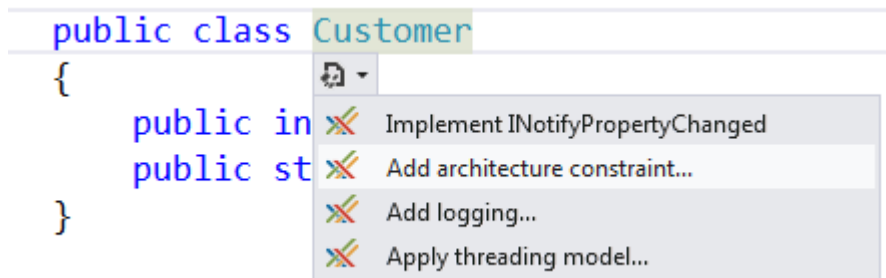 public class Customer
{
public in
Implement INotifyPropertyChanged
public st
Add architecture constraint...
}
Add logging...
Apply threading model...